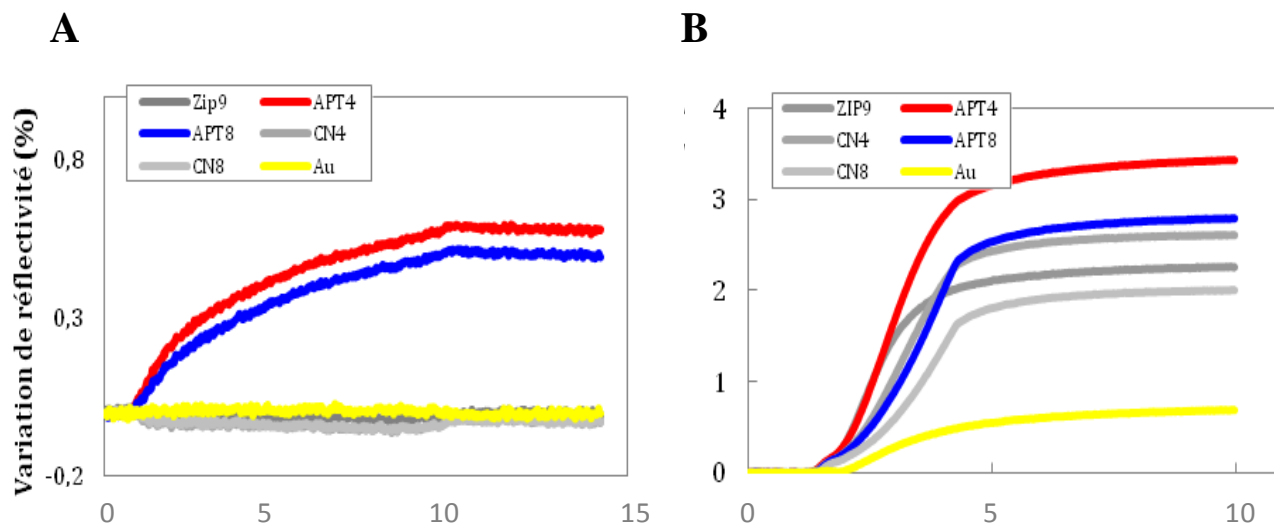 A
B
Zip9 APT4
APT8 CN4
CN8 Au
Variation de réflectivité (%)
0,8
0,3
-0,2
0 5 10 15
ZIP9 APT4
CN4 APT8
CN8 Au
4
3
2
1
0
0 5 10